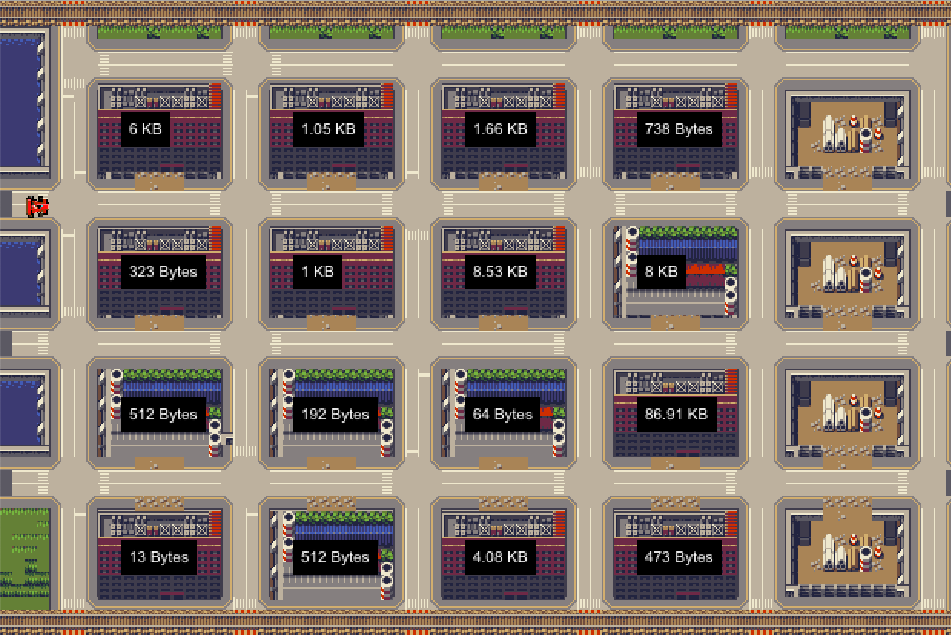 6 KB
1.05 KB
1.66 KB
738 Bytes
323 Bytes
1 KB
8.53 KB
8 KB
512 Bytes
192 Bytes
64 Bytes
86.91 KB
13 Bytes
512 Bytes
4.08 KB
473 Bytes